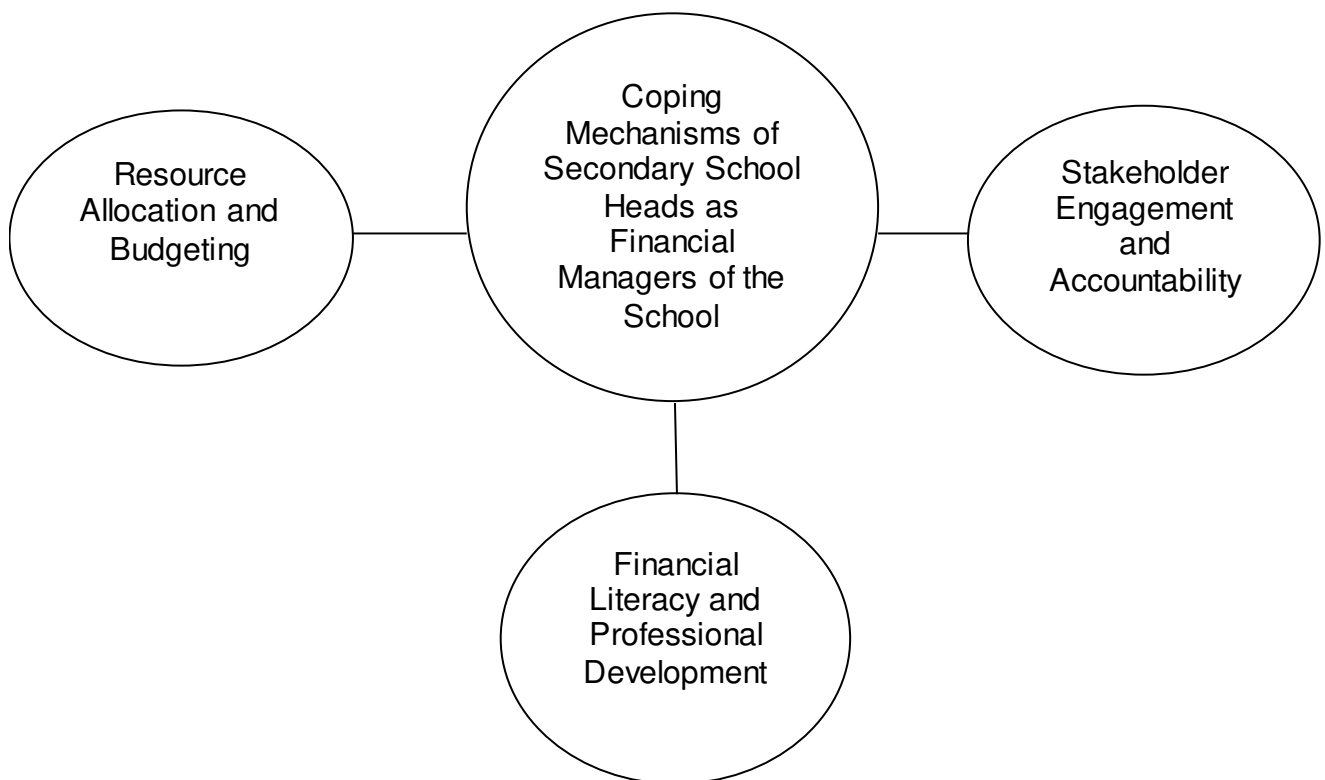 Coping
Mechanisms of
Secondary School
Heads as
Financial
Managers of the
School
Resource
Allocation and
Budgeting
Stakeholder
Engagement
and
Accountability
Financial
Literacy and
Professional
Development